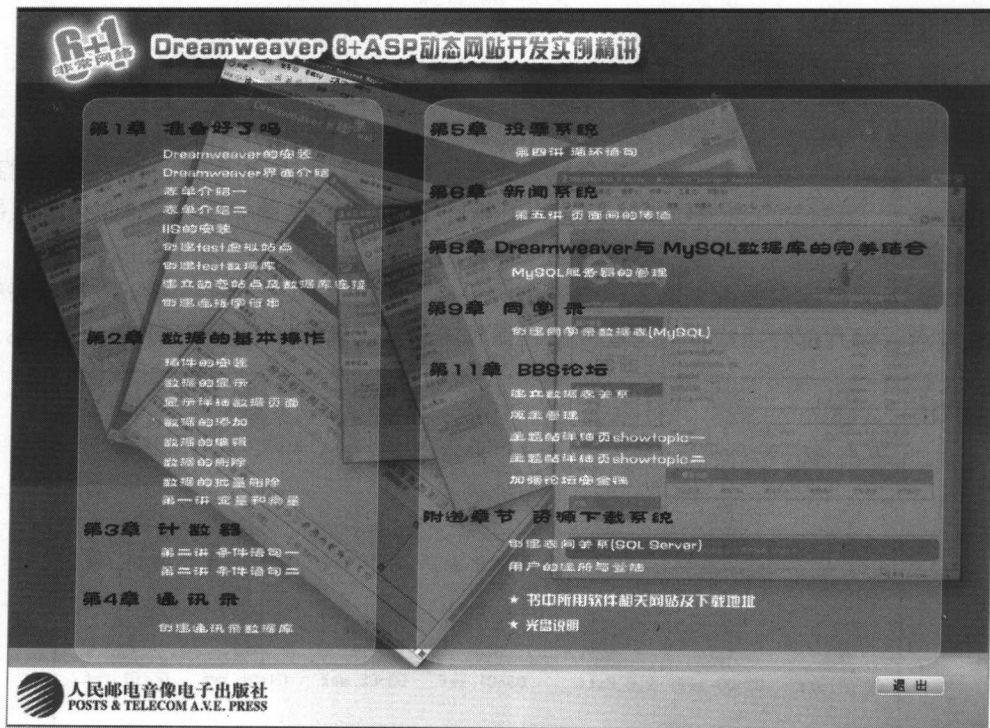 6+1
非常网络
Dreamweaver 8+ASP动态网站开发实例精讲
第1章 准备好了吗
Dreamweaver的安装
Dreamweaver界面介绍
表单介绍一
表单介绍二
IIS的安装
创建test虚拟站点
创建test数据库
建立动态站点及数据库连接
创建连接字符串
第2章 数据的基本操作
插件的安装
数据的显示
显示详细数据页面
数据的添加
数据的编辑
数据的删除
数据的批量删除
第一讲 变量和常量
第3章 计数器
第二讲 条件语句一
第二讲 条件语句二
第4章 通讯录
创建通讯录数据库
第5章 投票系统
第四讲 循环语句
第6章 新闻系统
第五讲 页面间的传值
第8章 Dreamweaver与 MySQL数据库的完美结合
MySQL服务器的管理
第9章 同学录
创建同学录数据表(MySQL)
第11章 BBS论坛
建立数据表关系
版主管理
主题帖详细页showtopic一
主题帖详细页showtopic二
加强论坛安全性
附送章节 资源下载系统
创建表间关系(SQL Server)
用户的注册与登陆
★ 书中所用软件相关网站及下载地址
★ 光盘说明
人民邮电音像电子出版社
POSTS & TELECOM A.V.E. PRESS
退出